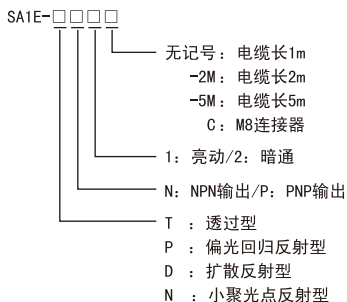 SA1E-□□□□
无记号：电缆长1m
-2M：电缆长2m
-5M：电缆长5m
C：M8连接器
1：亮动/2：暗通
N：NPN输出/P：PNP输出
T ：透过型
P ：偏光回归反射型
D ：扩散反射型
N ：小聚光点反射型